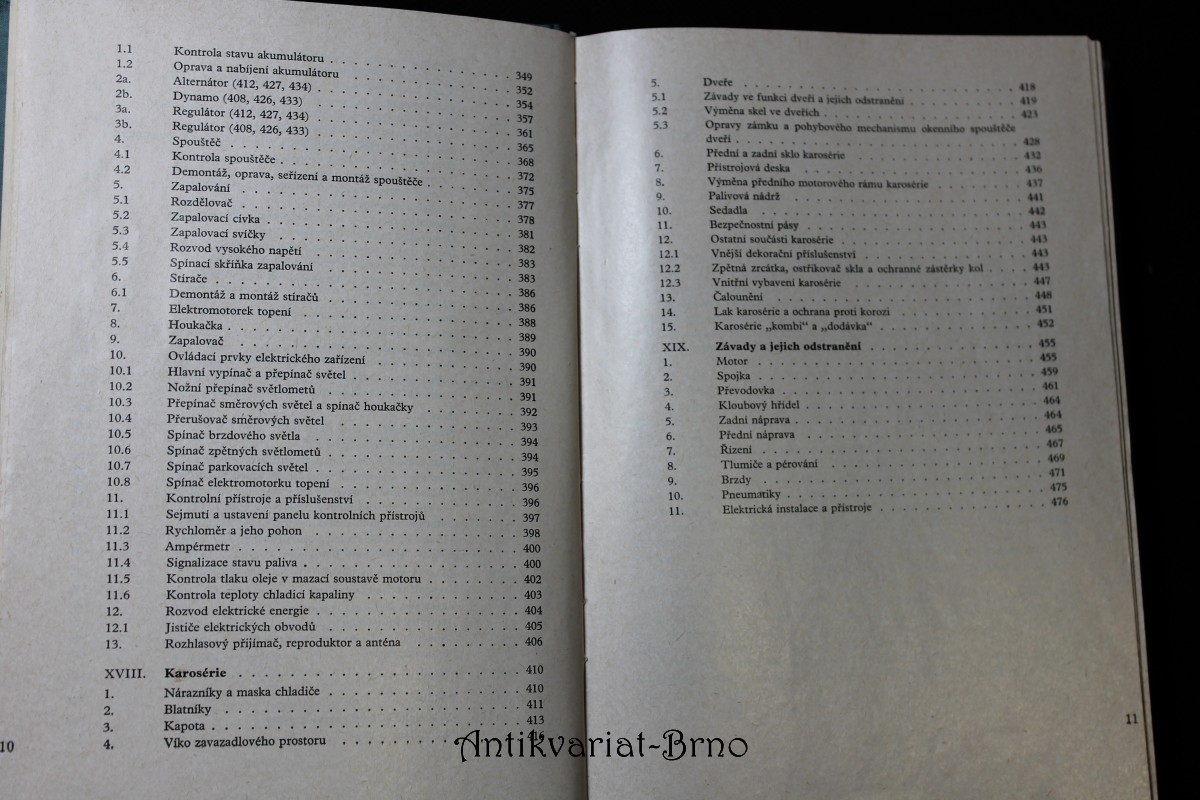 1.1 Kontrola stavu akumulátoru . . . . . . . . . . 349
1.2 Oprava a nabíjení akumulátoru . . . . . . . . . . 352
2a. Alternátor (412, 427, 434) . . . . . . . . . . 354
2b. Dynamo (408, 426, 433) . . . . . . . . . . 357
3a. Regulátor (412, 427, 434) . . . . . . . . . . 361
3b. Regulátor (408, 426, 433) . . . . . . . . . . 365
4. Spouštěč . . . . . . . . . . 368
4.1 Kontrola spouštěče . . . . . . . . . . 372
4.2 Demontáž, oprava, seřízení a montáž spouštěče . . . . . . 375
5. Zapalování . . . . . . . . . . 377
5.1 Rozdělovač . . . . . . . . . . 378
5.2 Zapalovací cívka . . . . . . . . . . 381
5.3 Zapalovací svíčky . . . . . . . . . . 382
5.4 Rozvod vysokého napětí . . . . . . . . . . 383
5.5 Spínací skříňka zapalování . . . . . . . . . . 383
6. Stírače . . . . . . . . . . 386
6.1 Demontáž a montáž stíračů . . . . . . . . . . 386
7. Elektromotorek topení . . . . . . . . . . 388
8. Houkačka . . . . . . . . . . 389
9. Zapalovač . . . . . . . . . . 390
10. Ovládací prvky elektrického zařízení . . . . . . . . . . 390
10.1 Hlavní vypínač a přepínač světel . . . . . . . . . . 391
10.2 Nožní přepínač světlometů . . . . . . . . . . 391
10.3 Přepínač směrových světel a spínač houkačky . . . . . . . 392
10.4 Přerušovač směrových světel . . . . . . . . . . 393
10.5 Spínač brzdového světla . . . . . . . . . . 394
10.6 Spínač zpětných světlometů . . . . . . . . . . 394
10.7 Spínač parkovacích světel . . . . . . . . . . 395
10.8 Spínač elektromotorku topení . . . . . . . . . . 396
11. Kontrolní přístroje a příslušenství . . . . . . . . . . 396
11.1 Sejmutí a ustavení panelu kontrolních přístrojů . . . . . . 397
11.2 Rychloměr a jeho pohon . . . . . . . . . . 398
11.3 Ampérmetr . . . . . . . . . . 400
11.4 Signalizace stavu paliva . . . . . . . . . . 400
11.5 Kontrola tlaku oleje v mazací soustavě motoru . . . . . . . 402
11.6 Kontrola teploty chladicí kapaliny . . . . . . . . . . 403
12. Rozvod elektrické energie . . . . . . . . . . 404
12.1 Jističe elektrických obvodů . . . . . . . . . . 405
13. Rozhlasový přijímač, reproduktor a anténa . . . . . . . . 406
XVIII. Karosérie . . . . . . . . . . 410
1. Nárazníky a maska chladiče . . . . . . . . . . 410
2. Blatníky . . . . . . . . . . 411
3. Kapota . . . . . . . . . . 413
4. Víko zavazadlového prostoru . . . . . . . . . .
10
5. Dveře . . . . . . . . . . 418
5.1 Závady ve funkci dveří a jejich odstranění . . . . . . . . 419
5.2 Výměna skel ve dveřích . . . . . . . . . . 423
5.3 Opravy zámku a pohybového mechanismu okenního spouštěče
dveří . . . . . . . . . . 428
6. Přední a zadní sklo karosérie . . . . . . . . . . 432
7. Přístrojová deska . . . . . . . . . . 436
8. Výměna předního motorového rámu karosérie . . . . . . . 437
9. Palivová nádrž . . . . . . . . . . 441
10. Sedadla . . . . . . . . . . 442
11. Bezpečnostní pásy . . . . . . . . . . 443
12. Ostatní součásti karosérie . . . . . . . . . . 443
12.1 Vnější dekorační příslušenství . . . . . . . . . . 443
12.2 Zpětná zrcátka, ostřikovač skla a ochranné zástěrky kol . . . . 443
12.3 Vnitřní vybavení karosérie . . . . . . . . . . 447
13. Čalounění . . . . . . . . . . 448
14. Lak karosérie a ochrana proti korozi . . . . . . . . . . 451
15. Karosérie „kombi“ a „dodávka“ . . . . . . . . . . 452
XIX. Závady a jejich odstranění . . . . . . . . . . 455
1. Motor . . . . . . . . . . 455
2. Spojka . . . . . . . . . . 459
3. Převodovka . . . . . . . . . . 461
4. Kloubový hřídel . . . . . . . . . . 464
5. Zadní náprava . . . . . . . . . . 464
6. Přední náprava . . . . . . . . . . 465
7. Řízení . . . . . . . . . . 467
8. Tlumiče a pérování . . . . . . . . . . 469
9. Brzdy . . . . . . . . . . 471
10. Pneumatiky . . . . . . . . . . 475
11. Elektrická instalace a přístroje . . . . . . . . . . 476
11
Antikvariat-Brno